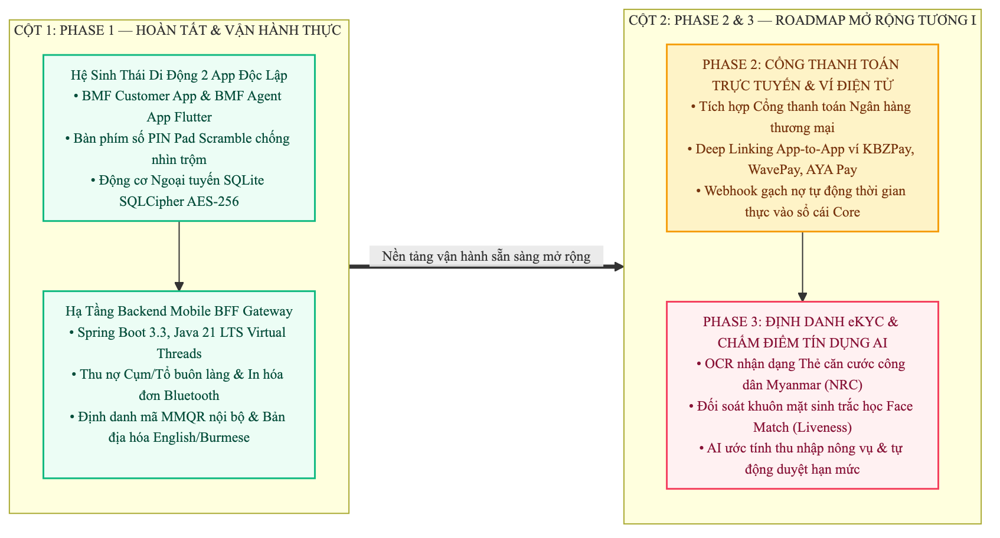 CỘT 1: PHASE 1 — HOÀN TẤT & VẬN HÀNH THỰC
Hệ Sinh Thái Di Động 2 App Độc Lập
• BMF Customer App & BMF Agent
App Flutter
• Bàn phím số PIN Pad Scramble chống
nhìn trộm
• Động cơ Ngoại tuyến SQLite
SQLCipher AES-256
Hạ Tầng Backend Mobile BFF Gateway
• Spring Boot 3.3, Java 21 LTS Virtual
Threads
• Thu nợ Cụm/Tổ buôn làng & In hóa
đơn Bluetooth
• Định danh mã MMQR nội bộ & Bản
địa hóa English/Burmese
Nền tảng vận hành sẵn sàng mở rộng
CỘT 2: PHASE 2 & 3 — ROADMAP MỞ RỘNG TƯƠNG
PHASE 2: CỔNG THANH TOÁN
TRỰC TUYẾN & VÍ ĐIỆN TỬ
• Tích hợp Cổng thanh toán Ngân hàng
thương mại
• Deep Linking App-to-App ví KBZPay,
WavePay, AYA Pay
• Webhook gạch nợ tự động thời gian
thực vào sổ cái Core
PHASE 3: ĐỊNH DANH eKYC &
CHẤM ĐIỂM TÍN DỤNG AI
• OCR nhận dạng Thẻ căn cước công
dân Myanmar (NRC)
• Đối soát khuôn mặt sinh trắc học Face
Match (Liveness)
• AI ước tính thu nhập nông vụ & tự
động duyệt hạn mức